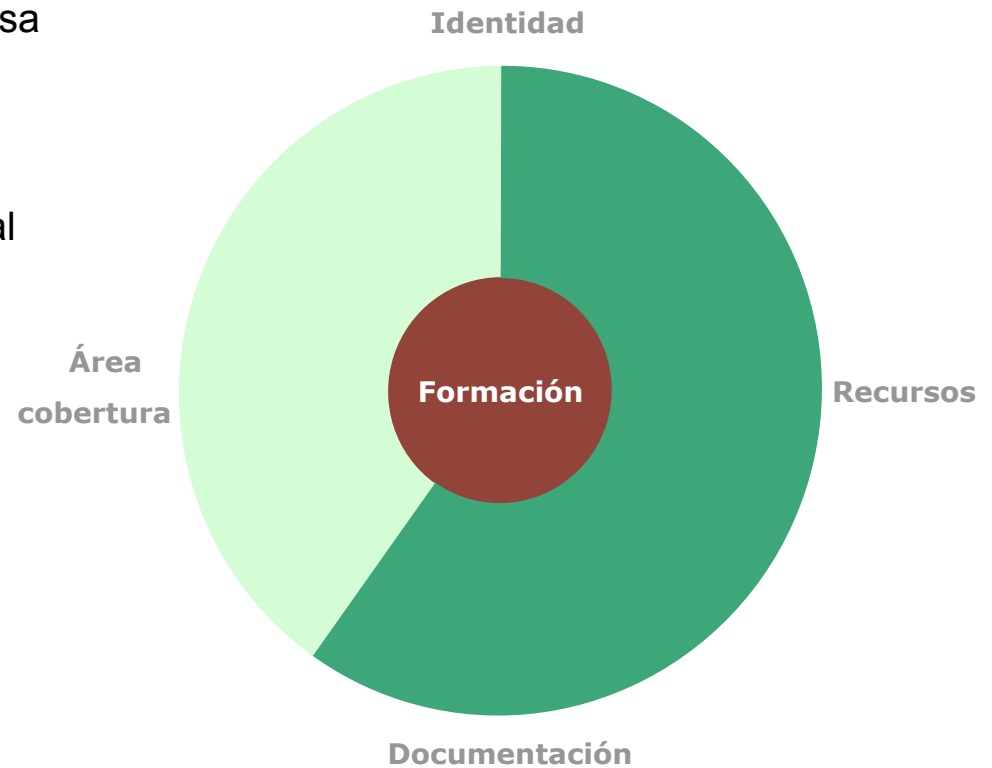 sa
Identidad
al
Área
cobertura
Formación
Recursos
Documentación